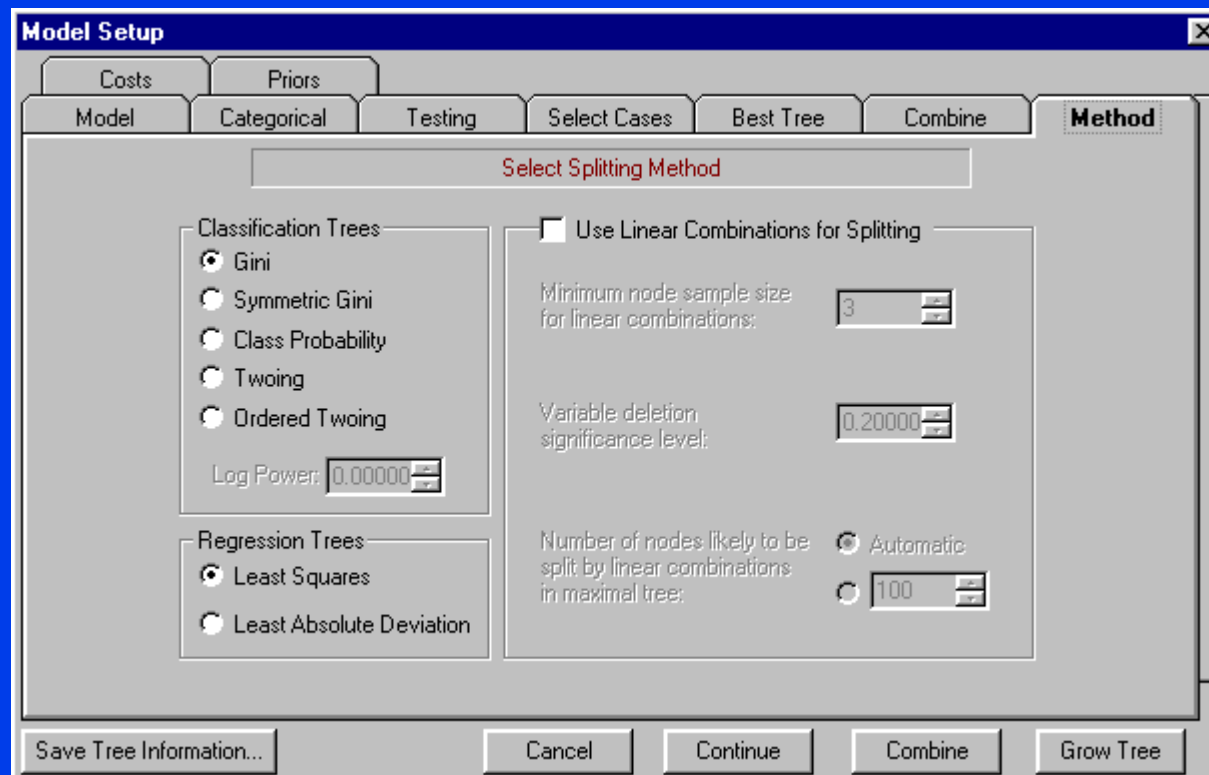 Model Setup
Costs Priors
Model Categorical Testing Select Cases Best Tree Combine Method
Select Splitting Method
Classification Trees
Gini
Symmetric Gini
Class Probability
Twoing
Ordered Twoing
Log Power: 0.00000
Regression Trees
Least Squares
Least Absolute Deviation
Use Linear Combinations for Splitting
Minimum node sample size
for linear combinations:
3
Variable deletion
significance level:
0.20000
Number of nodes likely to be
split by linear combinations
in maximal tree:
Automatic
100
Save Tree Information... Cancel Continue Combine Grow Tree